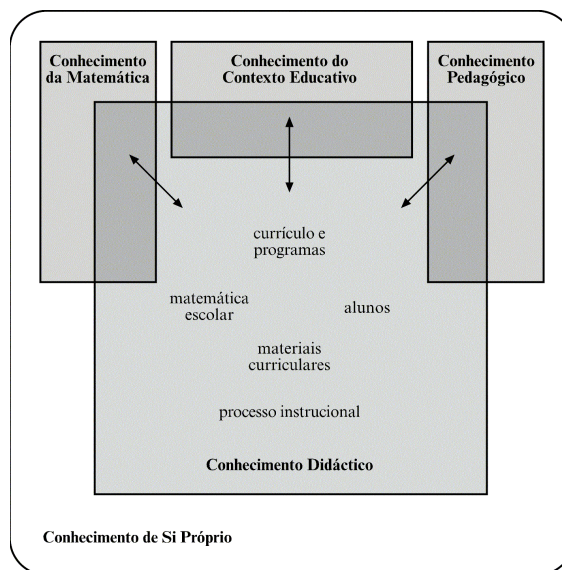 Conhecimento
da Matemática
Conhecimento do
Contexto Educativo
Conhecimento
Pedagógico
currículo e
programas
matemática
escolar
alunos
materiais
curriculares
processo instrucional
Conhecimento Didáctico
Conhecimento de Si Próprio